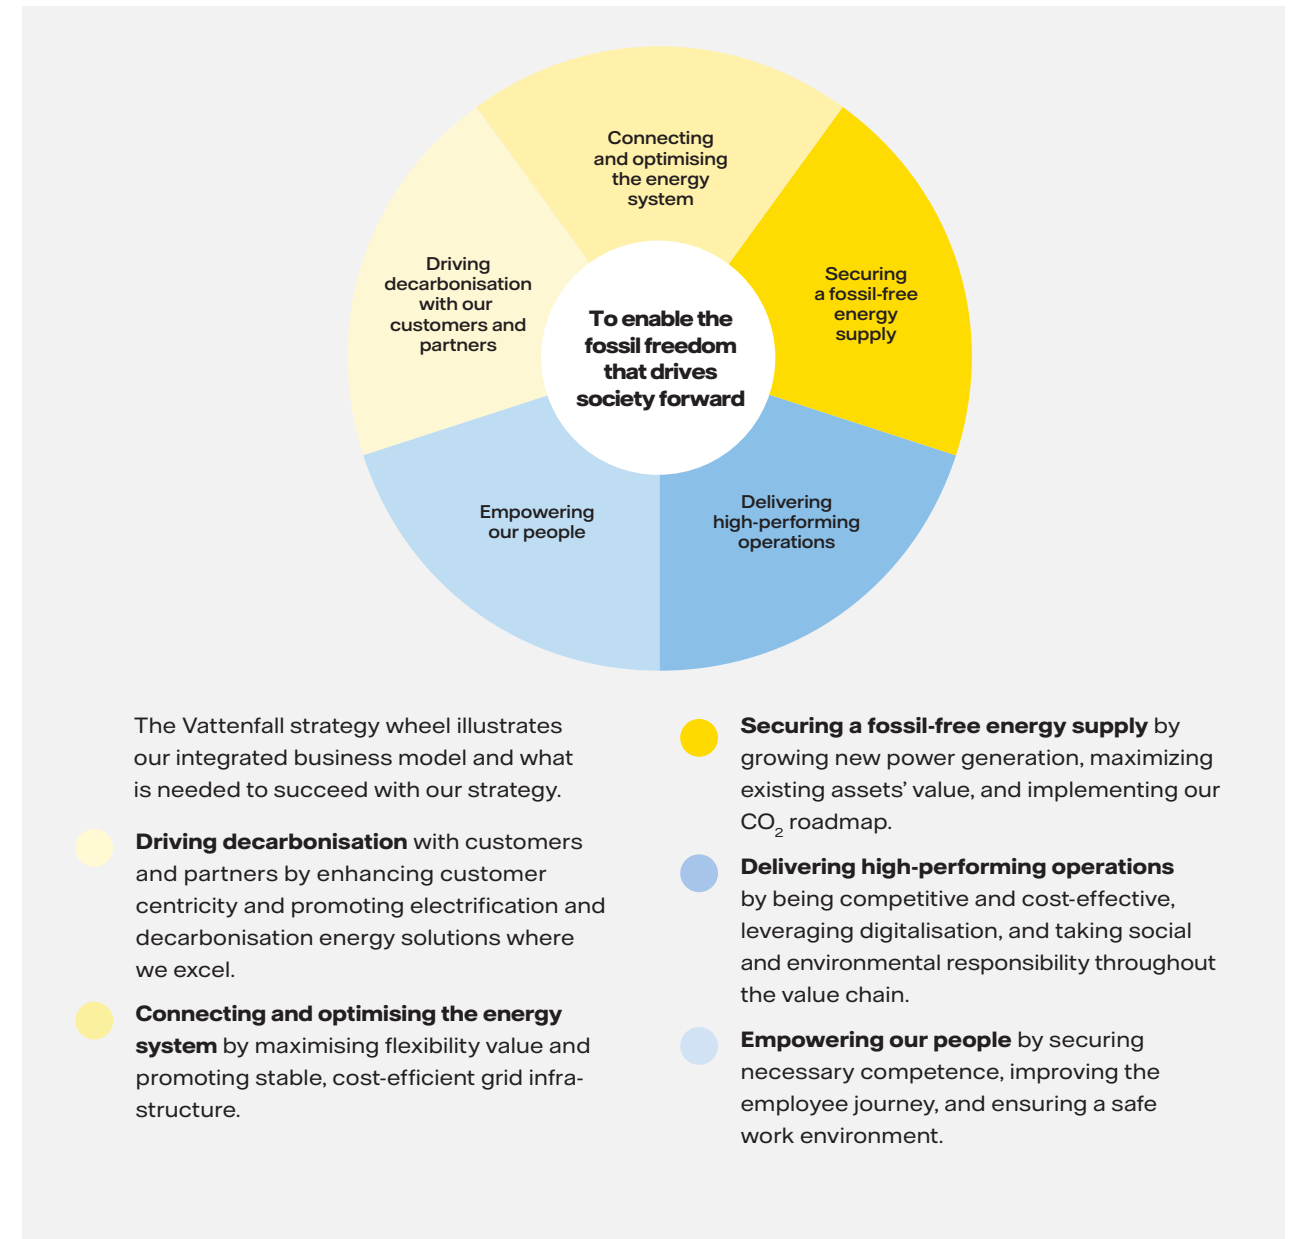 Connecting
and optimising
the energy
system
Driving
decarbonisation
with our
customers and
partners
Securing
a fossil-free
energy
supply
To enable the
fossil freedom
that drives
society forward
Empowering
our people
Delivering
high-performing
operations
The Vattenfall strategy wheel illustrates
our integrated business model and what
is needed to succeed with our strategy.
Driving decarbonisation with customers
and partners by enhancing customer
centricity and promoting electrification and
decarbonisation energy solutions where
we excel.
Connecting and optimising the energy
system by maximising flexibility value and
promoting stable, cost-efficient grid infra-
structure.
Securing a fossil-free energy supply by
growing new power generation, maximizing
existing assets’ value, and implementing our
CO₂ roadmap.
Delivering high-performing operations
by being competitive and cost-effective,
leveraging digitalisation, and taking social
and environmental responsibility throughout
the value chain.
Empowering our people by securing
necessary competence, improving the
employee journey, and ensuring a safe
work environment.